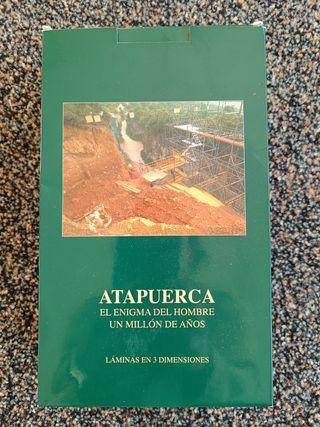 ATAPUERCA
EL ENIGMA DEL HOMBRE
UN MILLÓN DE AÑOS
LÁMINAS EN 3 DIMENSIONES